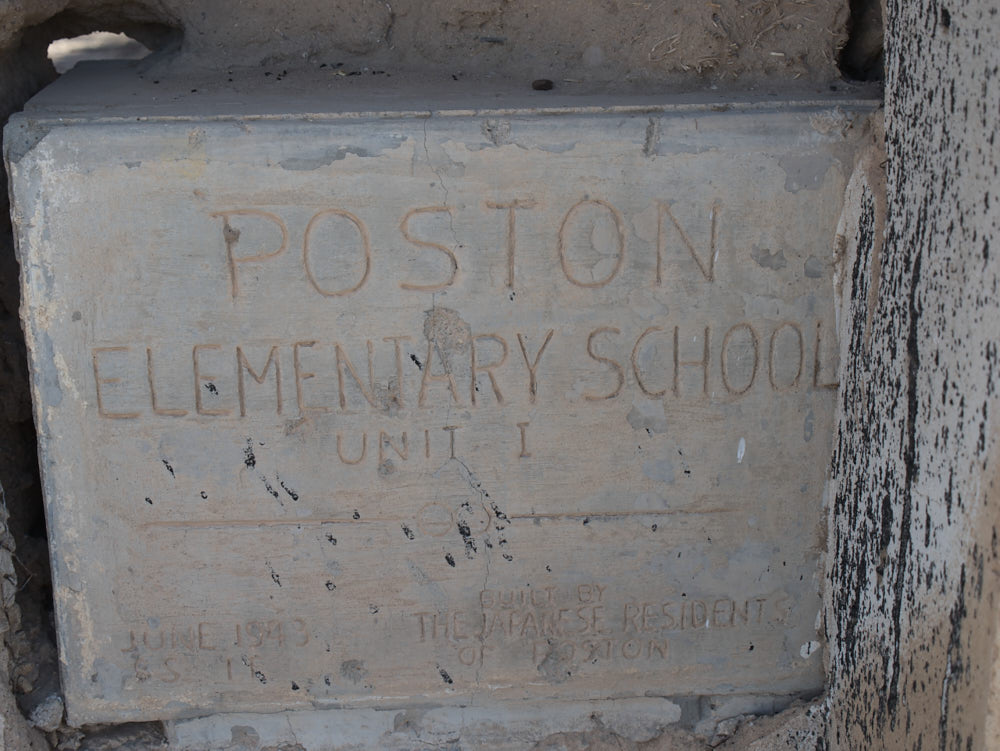 POSTON
ELEMENTARY SCHOOL
UNIT I
BUILT BY
JUNE 1943 THE JAPANESE RESIDENTS
OF POSTON